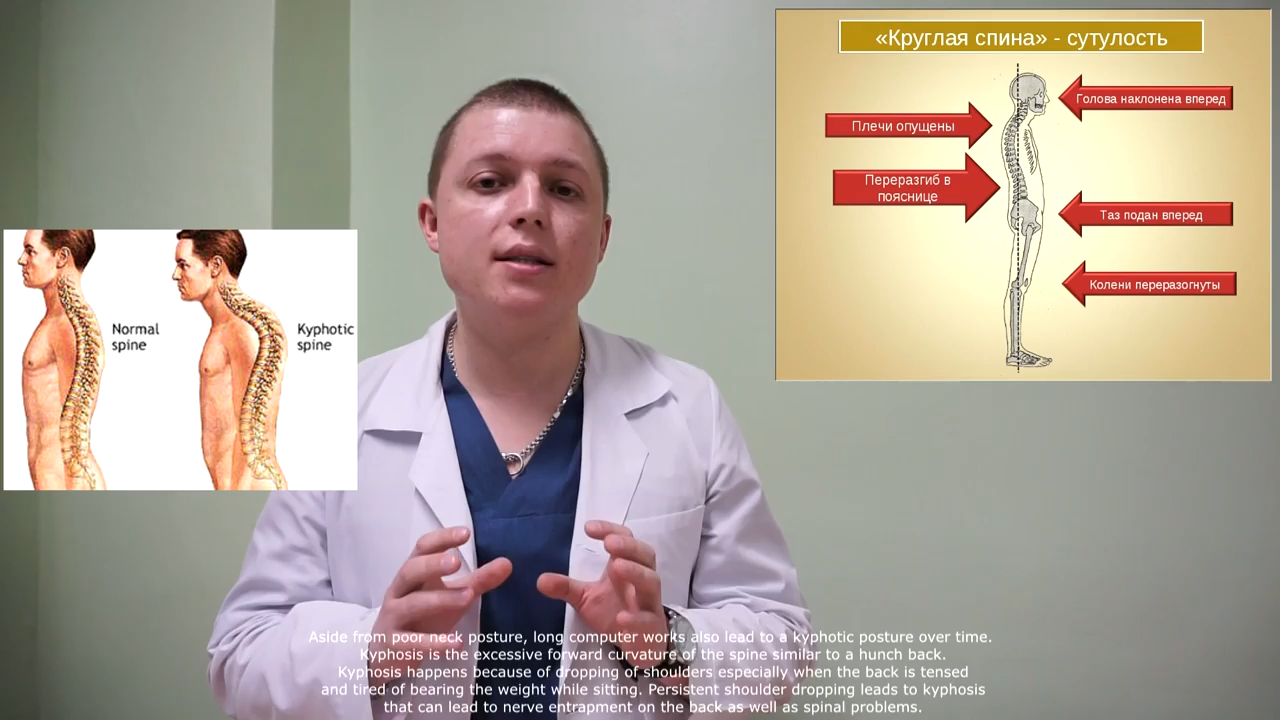 «Круглая спина» - сутулость
Голова наклонена вперед
Плечи опущены
Переразгиб в
пояснице
Таз подан вперед
Колени переразогнуты
Normal
spine
Kyphotic
spine
Aside from poor neck posture, long computer works also lead to a kyphotic posture over time.
Kyphosis is the excessive forward curvature of the spine similar to a hunch back.
Kyphosis happens because of dropping of shoulders especially when the back is tensed
and tired of bearing the weight while sitting. Persistent shoulder dropping leads to kyphosis
that can lead to nerve entrapment on the back as well as spinal problems.